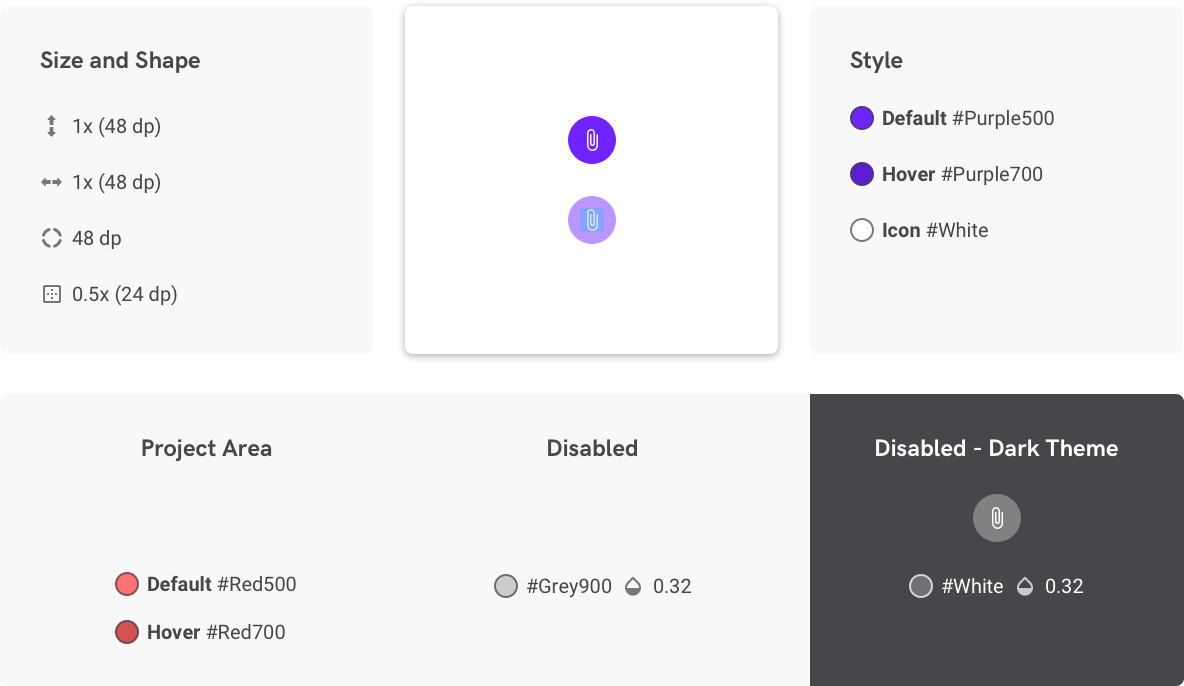 Size and Shape
1x (48 dp)
1x (48 dp)
48 dp
0.5x (24 dp)
Style
Default #Purple500
Hover #Purple700
Icon #White
Project Area
Default #Red500
Hover #Red700
Disabled
#Grey900 0.32
Disabled - Dark Theme
#White 0.32